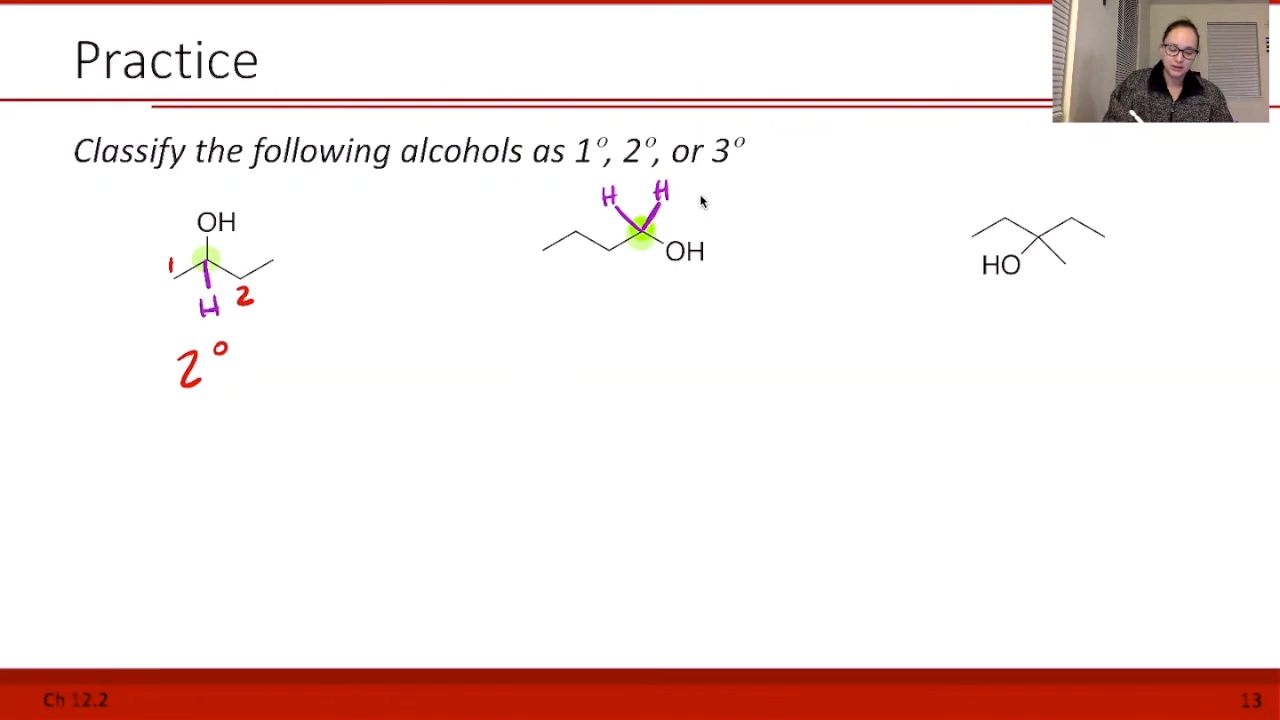 Practice
Classify the following alcohols as 1°, 2°, or 3°
H H
OH
OH
1
HO
H 2
2°
Ch 12.2
13